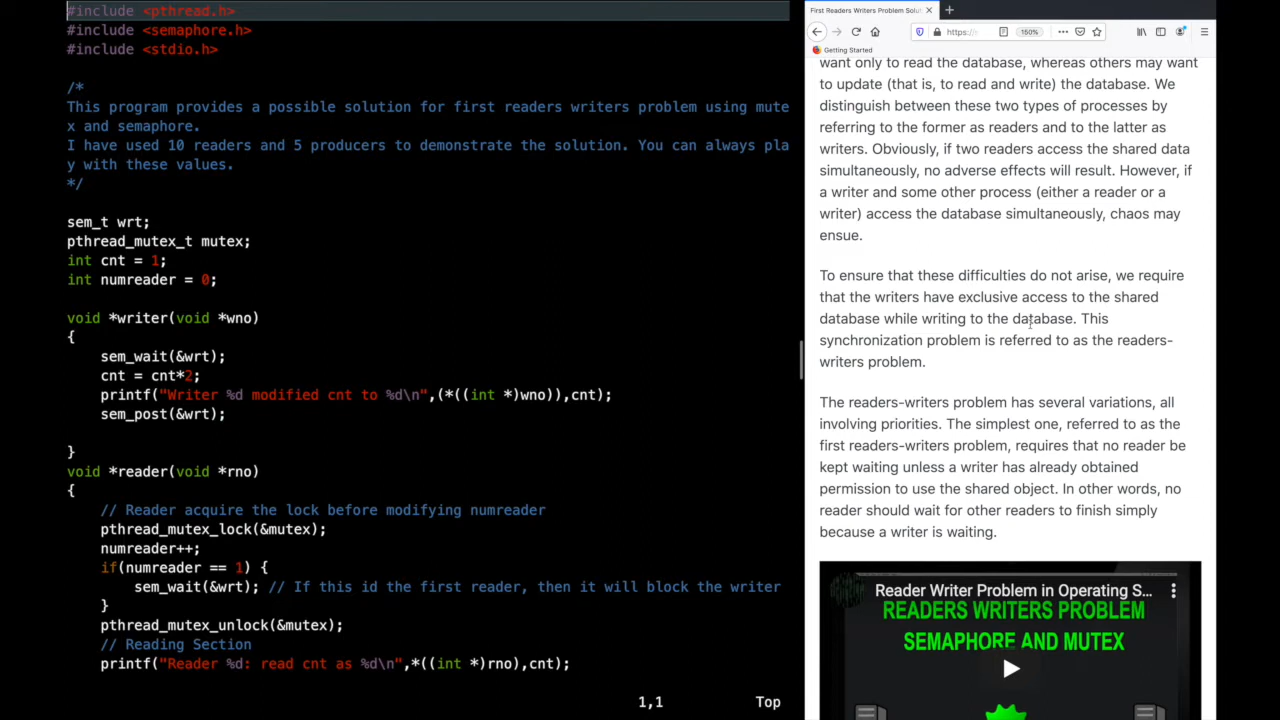 #include <pthread.h>
#include <semaphore.h>
#include <stdio.h>
/*
This program provides a possible solution for first readers writers problem using mute
x and semaphore.
I have used 10 readers and 5 producers to demonstrate the solution. You can always pla
y with these values.
*/
sem_t wrt;
pthread_mutex_t mutex;
int cnt = 1;
int numreader = 0;
void *writer(void *wno)
{
sem_wait(&wrt);
cnt = cnt*2;
printf("Writer %d modified cnt to %d\n",(*((int *)wno)),cnt);
sem_post(&wrt);
}
void *reader(void *rno)
{
// Reader acquire the lock before modifying numreader
pthread_mutex_lock(&mutex);
numreader++;
if(numreader == 1) {
sem_wait(&wrt); // If this id the first reader, then it will block the writer
}
pthread_mutex_unlock(&mutex);
// Reading Section
printf("Reader %d: read cnt as %d\n",*((int *)rno),cnt);
1,1 Top
First Readers Writers Problem Solu
https://
150%
Getting Started
want only to read the database, whereas others may want
to update (that is, to read and write) the database. We
distinguish between these two types of processes by
referring to the former as readers and to the latter as
writers. Obviously, if two readers access the shared data
simultaneously, no adverse effects will result. However, if
a writer and some other process (either a reader or a
writer) access the database simultaneously, chaos may
ensue.
To ensure that these difficulties do not arise, we require
that the writers have exclusive access to the shared
database while writing to the database. This
synchronization problem is referred to as the readers-
writers problem.
The readers-writers problem has several variations, all
involving priorities. The simplest one, referred to as the
first readers-writers problem, requires that no reader be
kept waiting unless a writer has already obtained
permission to use the shared object. In other words, no
reader should wait for other readers to finish simply
because a writer is waiting.
Reader Writer Problem in Operating S...
READERS WRITERS PROBLEM
SEMAPHORE AND MUTEX